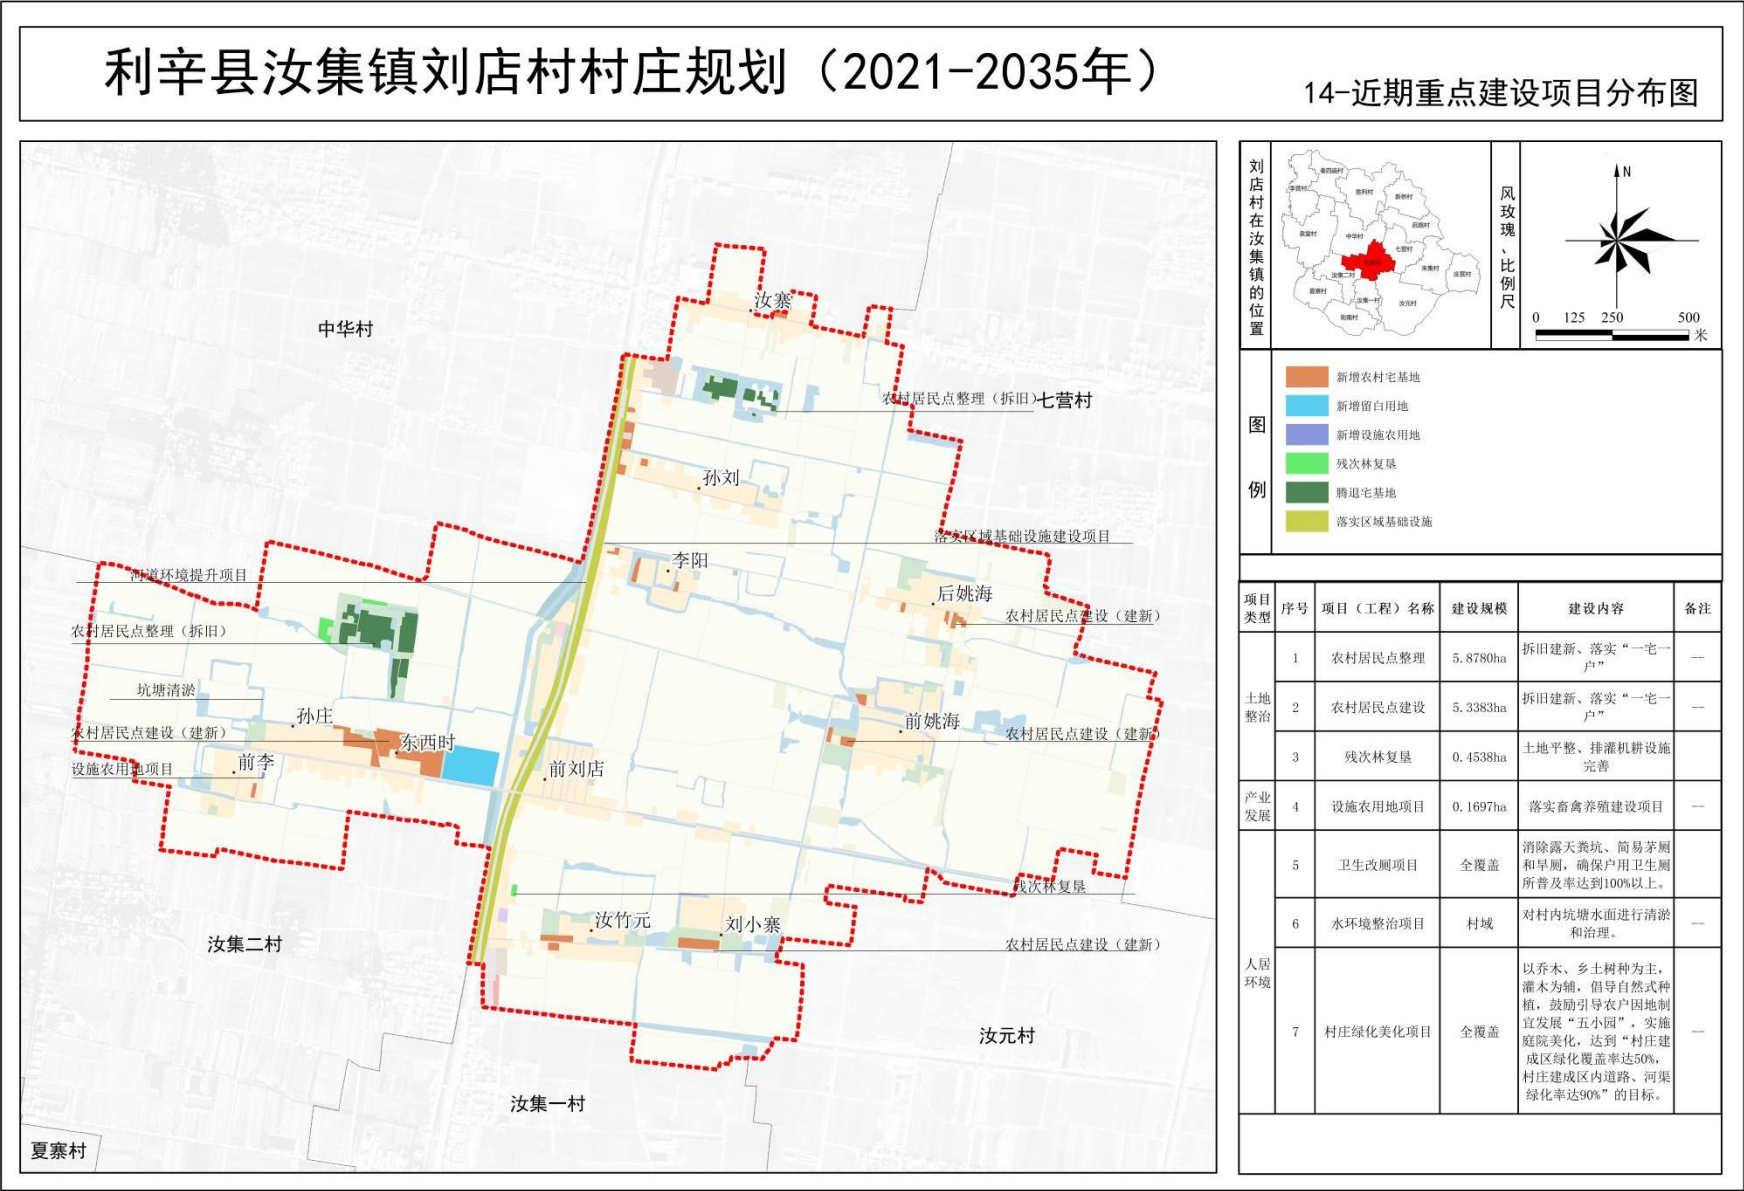 利辛县汝集镇刘店村村庄规划（2021-2035年）
14-近期重点建设项目分布图
中华村
汝寨
农村居民点整理（拆旧）
七营村
孙刘
落实区域基础设施建设项目
李阳
河道环境提升项目
后姚海
农村居民点建设（建新）
农村居民点整理（拆旧）
坑塘清淤
孙庄
农村居民点建设（建新）
东西时
前姚海
农村居民点建设（建新）
设施农用地项目
前李
前刘店
残次林复垦
汝竹元
刘小寨
汝集二村
农村居民点建设（建新）
汝元村
汝集一村
夏寨村
刘店村在汝集镇的位置
中华村
七营村
汝集二村
汝集一村
汝元村
风玫瑰、比例尺
N
0 125 250 500
米
图例
新增农村宅基地
新增留白用地
新增设施农用地
残次林复垦
腾退宅基地
落实区域基础设施
项目类型 序号 项目（工程）名称 建设规模 建设内容 备注
土地整治
1 农村居民点整理 5.8780ha 拆旧建新、落实“一宅一户” —
2 农村居民点建设 5.3383ha 拆旧建新、落实“一宅一户” —
3 残次林复垦 0.4538ha 土地平整、排灌机耕设施完善 —
产业发展
4 设施农用地项目 0.1697ha 落实畜禽养殖建设项目 —
人居环境
5 卫生改厕项目 全覆盖 消除露天粪坑、简易茅厕
和旱厕，确保户用卫生厕
所普及率达到100%以上。
6 水环境整治项目 村域 对村内坑塘水面进行清淤
和治理。 —
7 村庄绿化美化项目 全覆盖 以乔木、乡土树种为主，
灌木为辅，倡导自然式种
植，鼓励引导农户因地制
宜发展“五小园”，实施
庭院美化，达到“村庄建
成区绿化覆盖率达50%，
村庄建成区内道路、河渠
绿化率达90%”的目标。 —